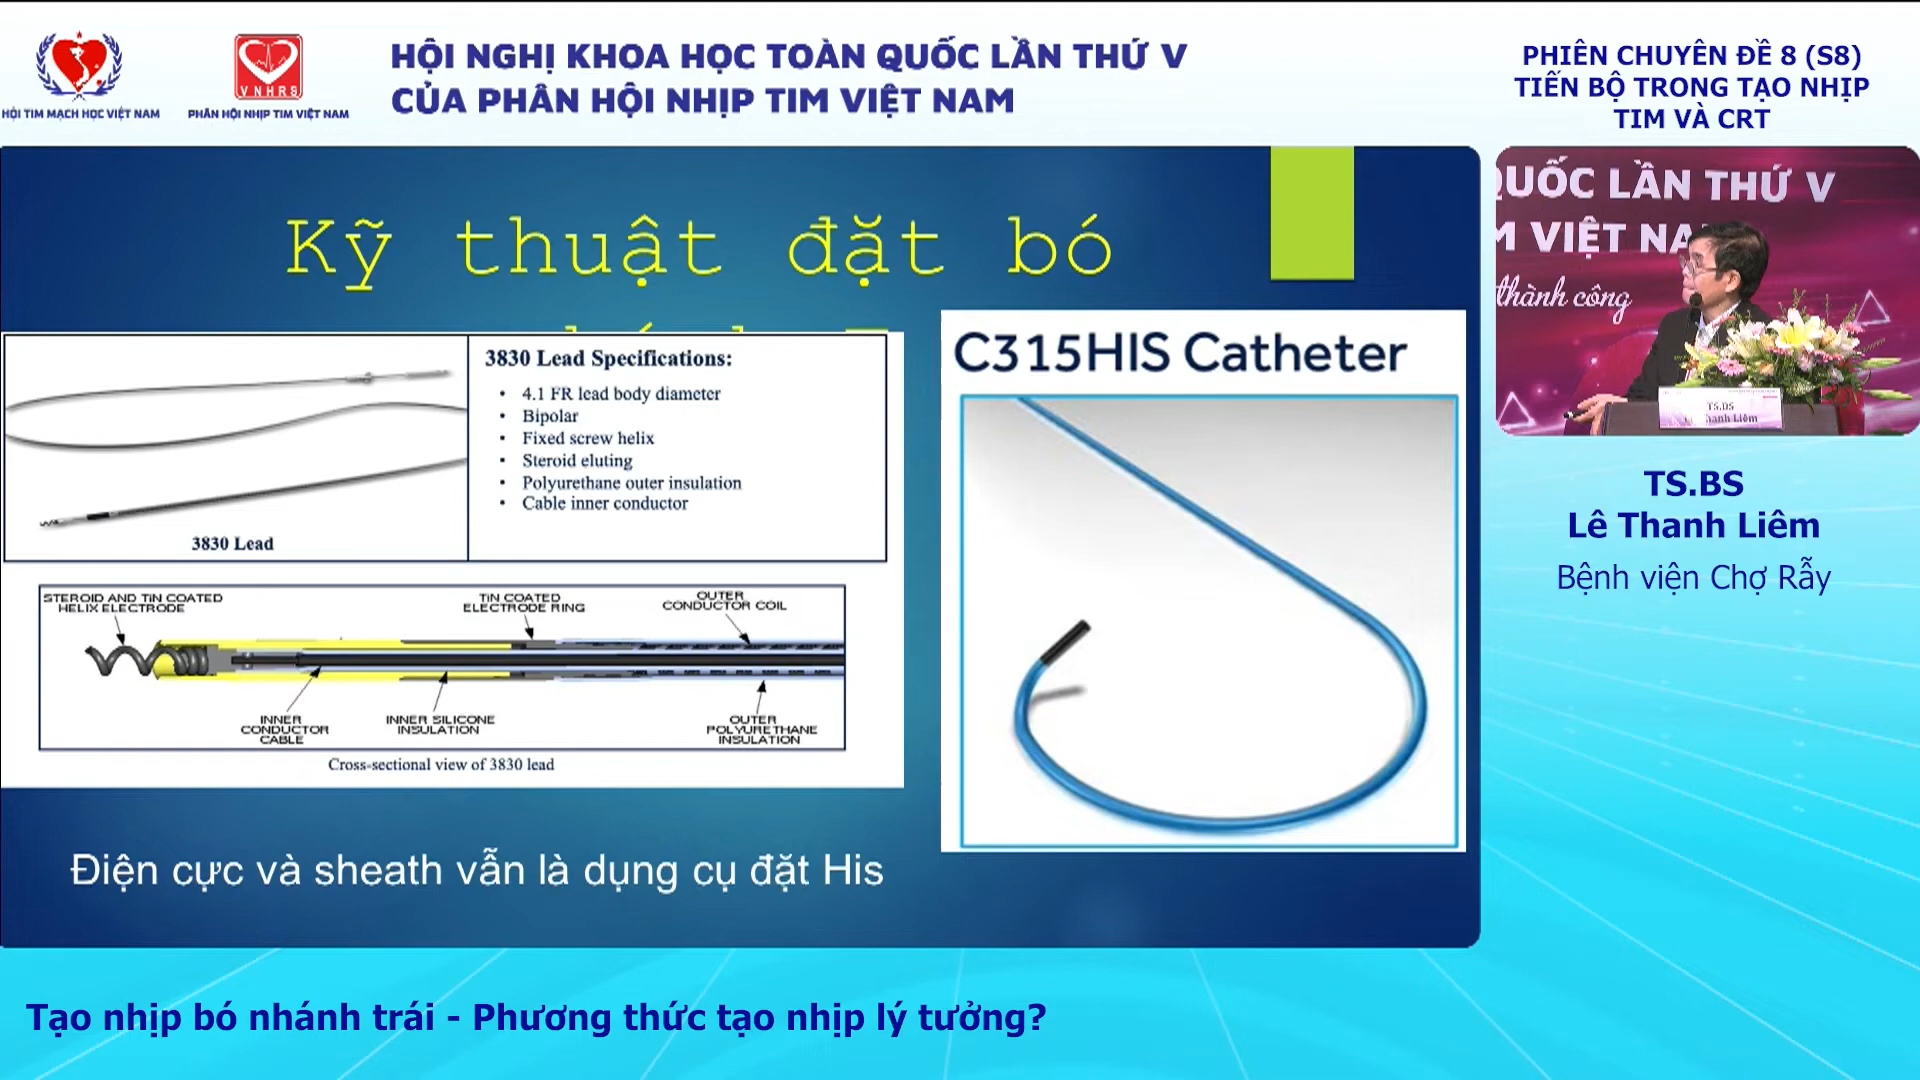 HỘI TIM MẠCH HỌC VIỆT NAM
VNHRS
PHÂN HỘI NHỊP TIM VIỆT NAM
HỘI NGHỊ KHOA HỌC TOÀN QUỐC LẦN THỨ V
CỦA PHÂN HỘI NHỊP TIM VIỆT NAM
PHIÊN CHUYÊN ĐỀ 8 (S8)
TIẾN BỘ TRONG TẠO NHỊP
TIM VÀ CRT
Kỹ thuật đặt bó
3830 Lead Specifications:
• 4.1 FR lead body diameter
• Bipolar
• Fixed screw helix
• Steroid eluting
• Polyurethane outer insulation
• Cable inner conductor
3830 Lead
STEROID AND TiN COATED
HELIX ELECTRODE
TiN COATED
ELECTRODE RING
OUTER
CONDUCTOR COIL
INNER
CONDUCTOR
CABLE
INNER SILICONE
INSULATION
OUTER
POLYURETHANE
INSULATION
Cross-sectional view of 3830 lead
C315HIS Catheter
Điện cực và sheath vẫn là dụng cụ đặt His
QUỐC LẦN THỨ V
M VIỆT NA
thành công
TS.BS
hanh Liêm
TS.BS
Lê Thanh Liêm
Bệnh viện Chợ Rẫy
Tạo nhịp bó nhánh trái - Phương thức tạo nhịp lý tưởng?